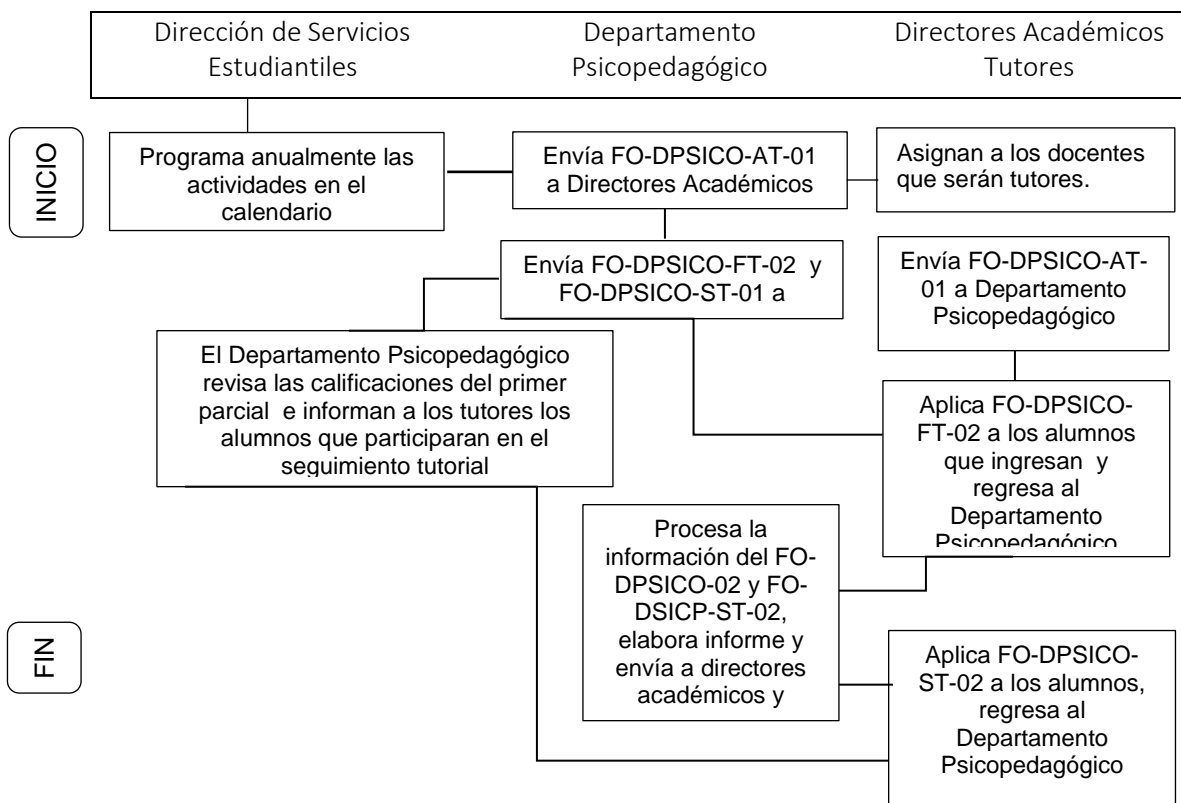 Dirección de Servicios
Estudiantiles
Departamento
Psicopedagógico
Directores Académicos
Tutores
INICIO
Programa anualmente las
actividades en el
calendario
Envía FO-DPSICO-AT-01
a Directores Académicos
Asignan a los docentes
que serán tutores.
Envía FO-DPSICO-FT-02 y
FO-DPSICO-ST-01 a
Envía FO-DPSICO-AT-
01 a Departamento
Psicopedagógico
El Departamento Psicopedagógico
revisa las calificaciones del primer
parcial e informan a los tutores los
alumnos que participaran en el
seguimiento tutorial
Aplica FO-DPSICO-
FT-02 a los alumnos
que ingresan y
regresa al
Departamento
Psicopedagógico
Procesa la
información del FO-
DPSICO-02 y FO-
DSICP-ST-02,
elabora informe y
envía a directores
académicos y
FIN
Aplica FO-DPSICO-
ST-02 a los alumnos,
regresa al
Departamento
Psicopedagógico